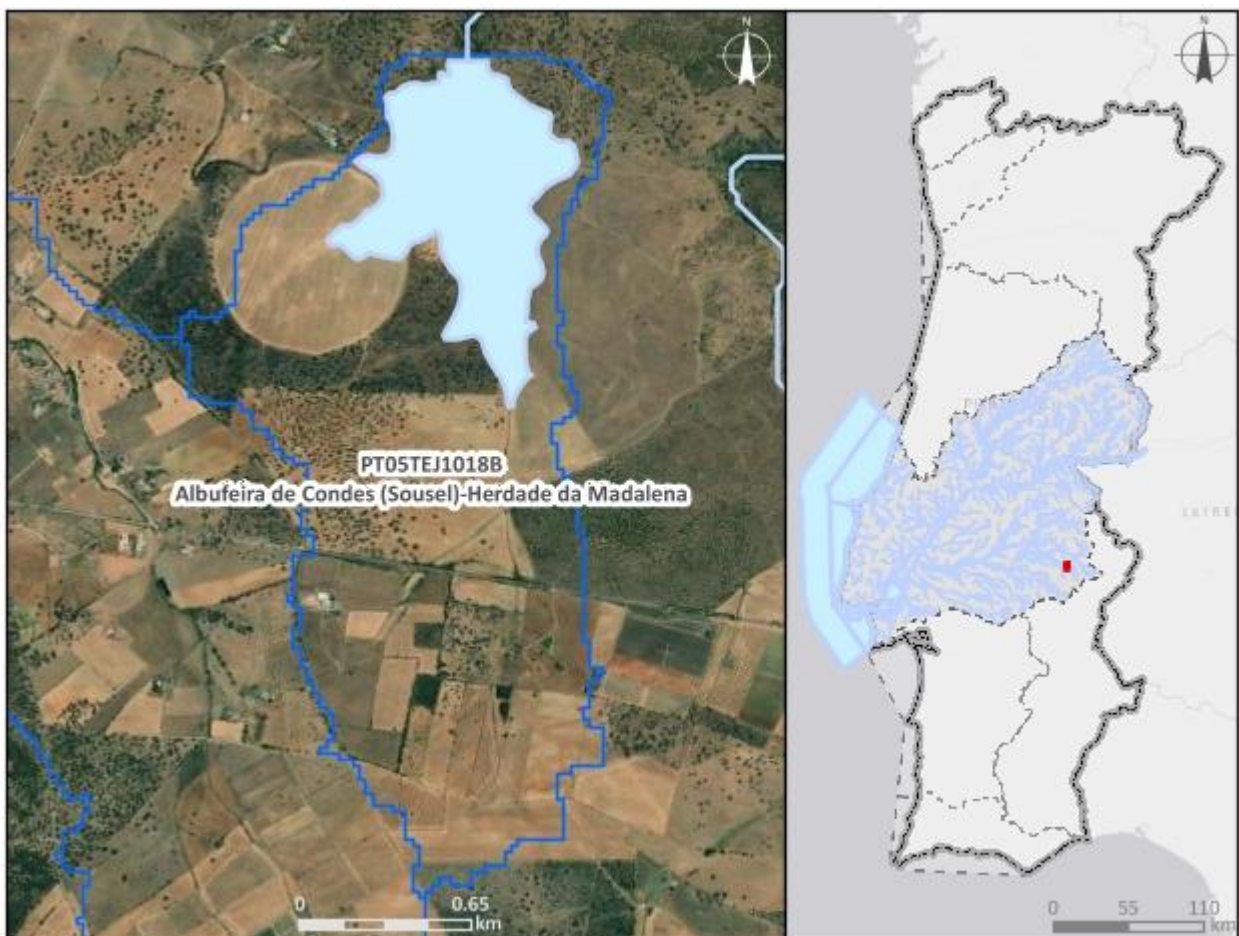 N
N
PT05TEJ1018B
Albufeira de Condes (Sousel)-Herdade da Madalena
0 0.65
km
0 55 110
km